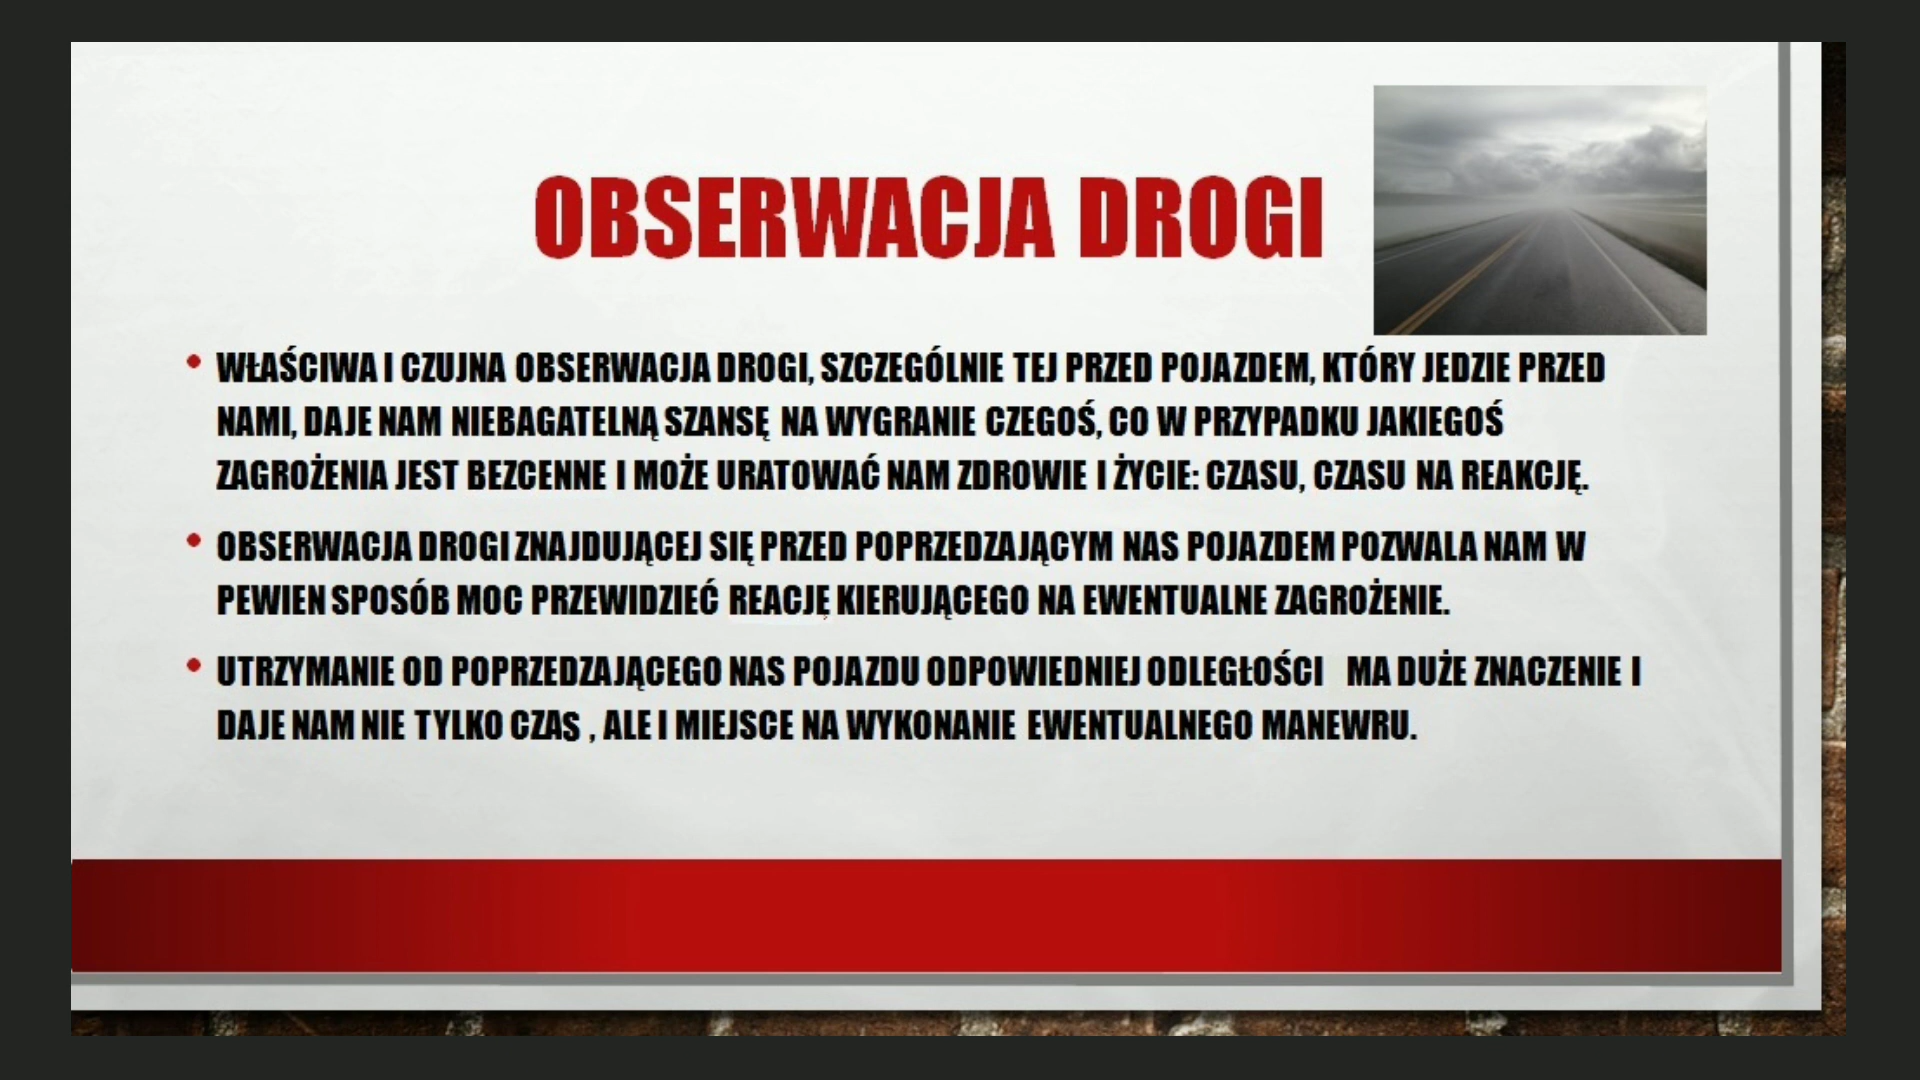 OBSERWACJA DROGI
• WŁAŚCIWA I CZUJNA OBSERWACJA DROGI, SZCZEGÓLNIE TEJ PRZED POJAZDEM, KTÓRY JEDZIE PRZED
NAMI, DAJE NAM NIEBAGATELNĄ SZANSĘ NA WYGRANIE CZEGOŚ, CO W PRZYPADKU JAKIEGOŚ
ZAGROŻENIA JEST BEZCENNE I MOŻE URATOWAĆ NAM ZDROWIE I ŻYCIE: CZASU, CZASU NA REAKCJĘ.
• OBSERWACJA DROGI ZNAJDUJĄCEJ SIĘ PRZED POPRZEDZAJĄCYM NAS POJAZDEM POZWALA NAM W
PEWIEN SPOSÓB MOC PRZEWIDZIEĆ REACJĘ KIERUJĄCEGO NA EWENTUALNE ZAGROŻENIE.
• UTRZYMANIE OD POPRZEDZAJĄCEGO NAS POJAZDU ODPOWIEDNIEJ ODLEGŁOŚCI MA DUŻE ZNACZENIE I
DAJE NAM NIE TYLKO CZAS , ALE I MIEJSCE NA WYKONANIE EWENTUALNEGO MANEWRU.